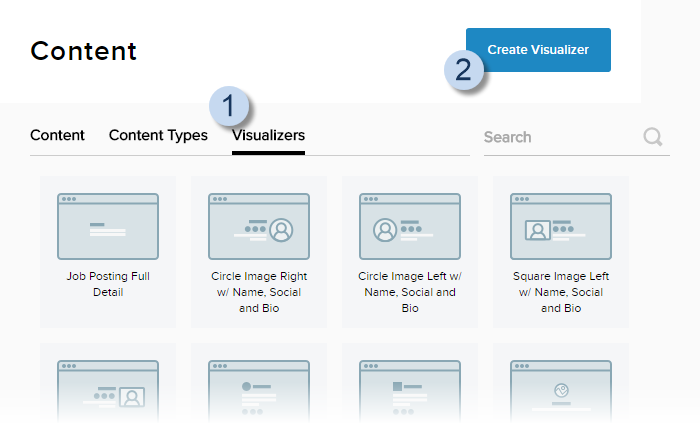 Content
Create Visualizer
2
1
Content Content Types Visualizers
Search
Job Posting Full
Detail
Circle Image Right
w/ Name, Social
and Bio
Circle Image Left w/
Name, Social and
Bio
Square Image Left
w/ Name, Social
and Bio